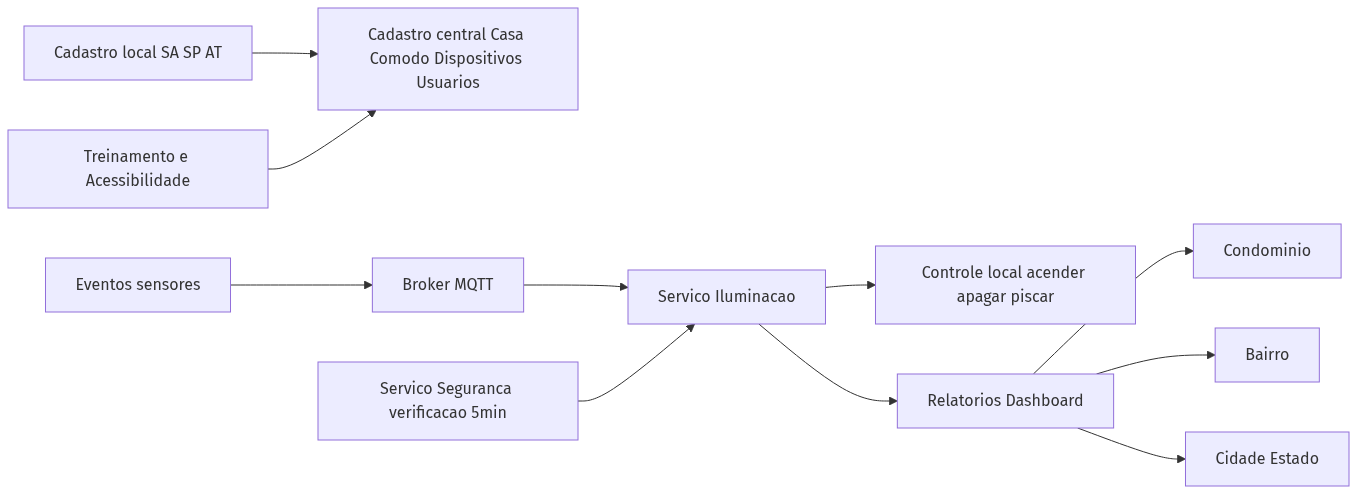 Cadastro local SA SP AT
Cadastro central Casa
Comodo Dispositivos
Usuarios
Treinamento e
Acessibilidade
Eventos sensores
Broker MQTT
Servico Iluminacao
Controle local acender
apagar piscar
Condominio
Servico Seguranca
verificacao 5min
Relatorios Dashboard
Bairro
Cidade Estado